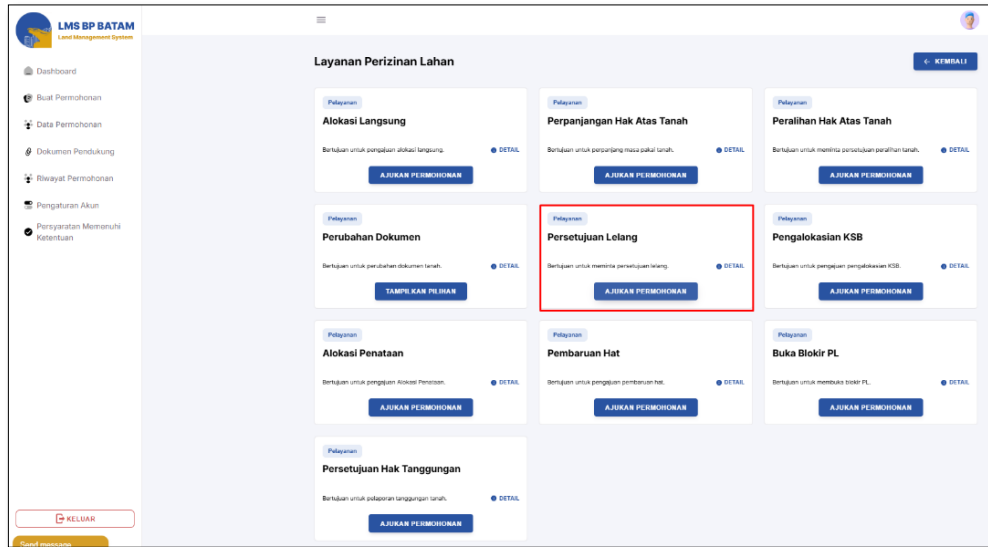 LMS BP BATAM
Land Management System
Dashboard
Buat Permohonan
Data Permohonan
Dokumen Pendukung
Riwayat Permohonan
Pengaturan Akun
Persyaratan Memenuhi
Ketentuan
KELUAR
Send message
Layanan Perizinan Lahan
← KEMBALI
Pelayanan
Alokasi Langsung
Bertujuan untuk pengajuan alokasi langsung.
DETAIL
AJUKAN PERMOHONAN
Pelayanan
Perpanjangan Hak Atas Tanah
Bertujuan untuk perpanjang masa pakai tanah.
DETAIL
AJUKAN PERMOHONAN
Pelayanan
Peralihan Hak Atas Tanah
Bertujuan untuk meminta persetujuan peralihan tanah.
DETAIL
AJUKAN PERMOHONAN
Pelayanan
Perubahan Dokumen
Bertujuan untuk perubahan dokumen tanah.
DETAIL
TAMPILKAN PILIHAN
Pelayanan
Persetujuan Lelang
Bertujuan untuk meminta persetujuan lelang.
DETAIL
AJUKAN PERMOHONAN
Pelayanan
Pengalokasian KSB
Bertujuan untuk pengajuan pengalokasian KSB.
DETAIL
AJUKAN PERMOHONAN
Pelayanan
Alokasi Penataan
Bertujuan untuk pengajuan Alokasi Penataan.
DETAIL
AJUKAN PERMOHONAN
Pelayanan
Pembaruan Hat
Bertujuan untuk pengajuan pembaruan hat.
DETAIL
AJUKAN PERMOHONAN
Pelayanan
Buka Blokir PL
Bertujuan untuk membuka blokir PL.
DETAIL
AJUKAN PERMOHONAN
Pelayanan
Persetujuan Hak Tanggungan
Bertujuan untuk pelaporan tanggungan tanah.
DETAIL
AJUKAN PERMOHONAN